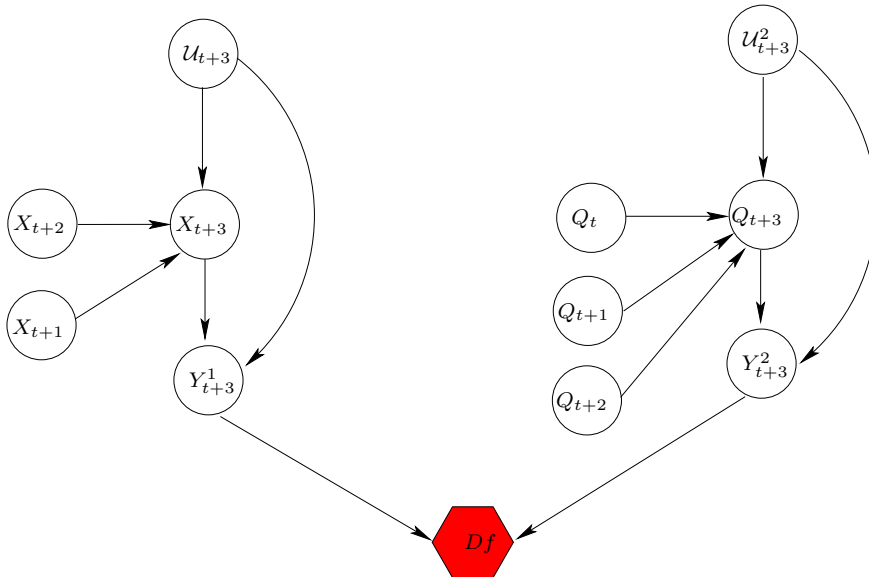 𝒰_{t+3}
𝒰^2_{t+3}
X_{t+2}
X_{t+3}
Q_t
Q_{t+3}
X_{t+1}
Q_{t+1}
Y^1_{t+3}
Y^2_{t+3}
Q_{t+2}
Df